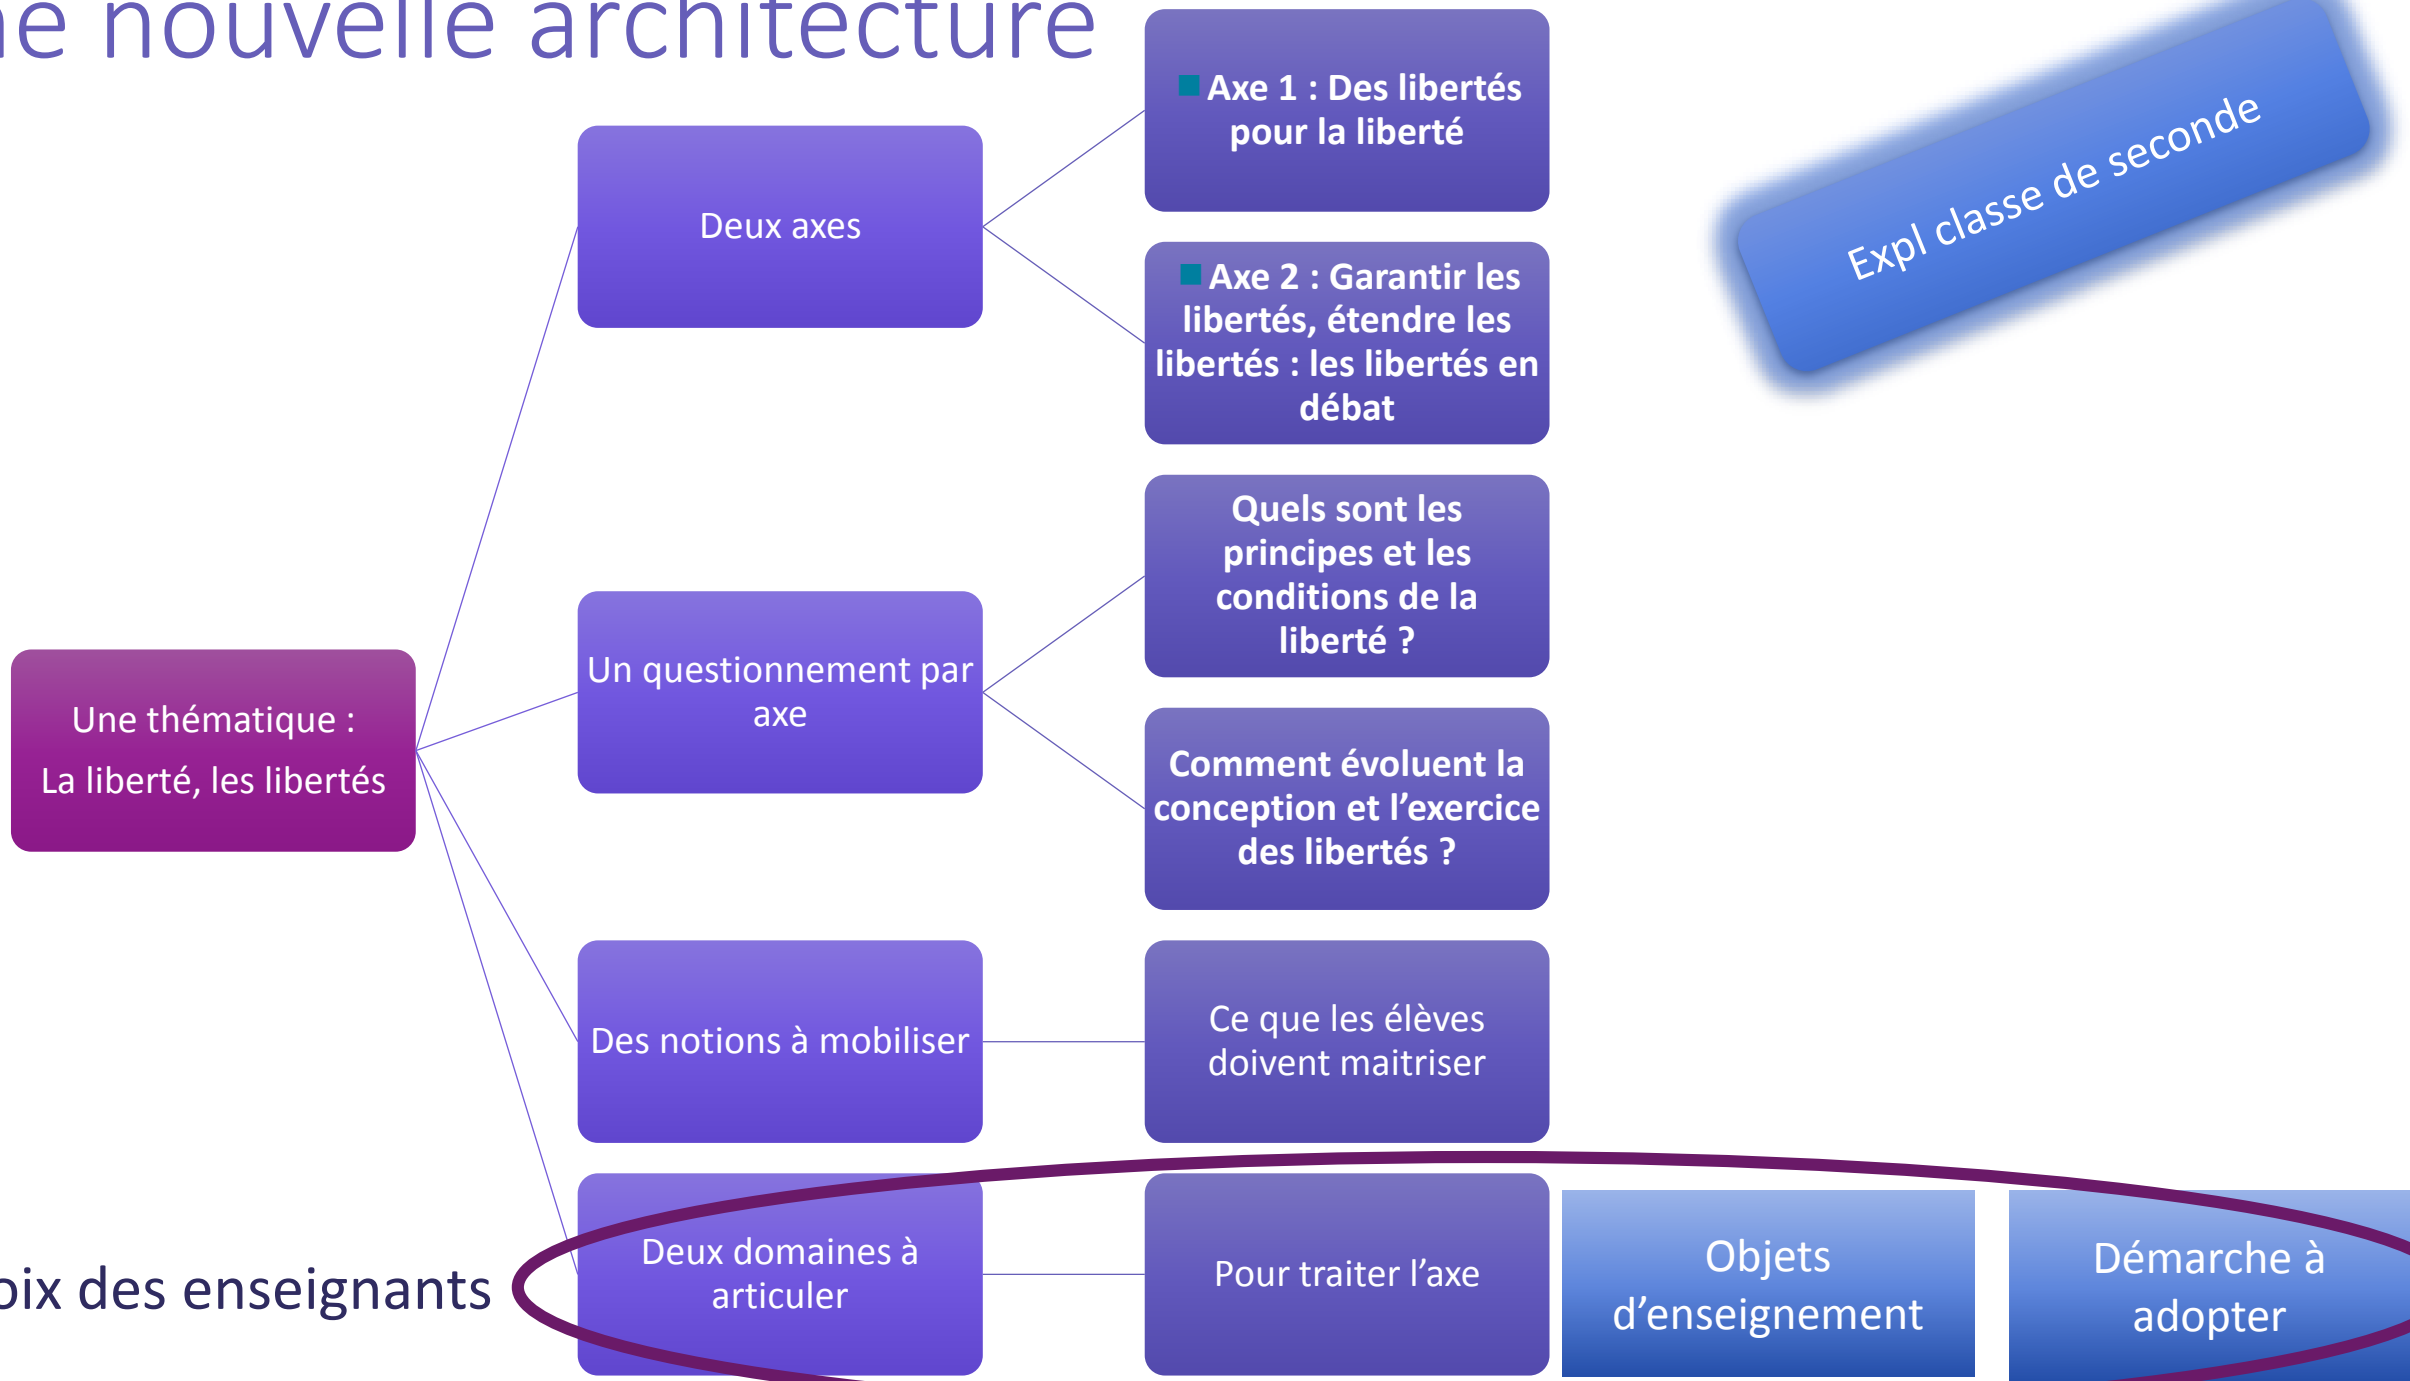 ne nouvelle architecture
Expl classe de seconde
Une thématique :
La liberté, les libertés
Deux axes
Axe 1 : Des libertés
pour la liberté
Axe 2 : Garantir les
libertés, étendre les
libertés : les libertés en
débat
Un questionnement par
axe
Quels sont les
principes et les
conditions de la
liberté ?
Comment évoluent la
conception et l’exercice
des libertés ?
Des notions à mobiliser
Ce que les élèves
doivent maitriser
oix des enseignants
Deux domaines à
articuler
Pour traiter l’axe
Objets
d’enseignement
Démarche à
adopter